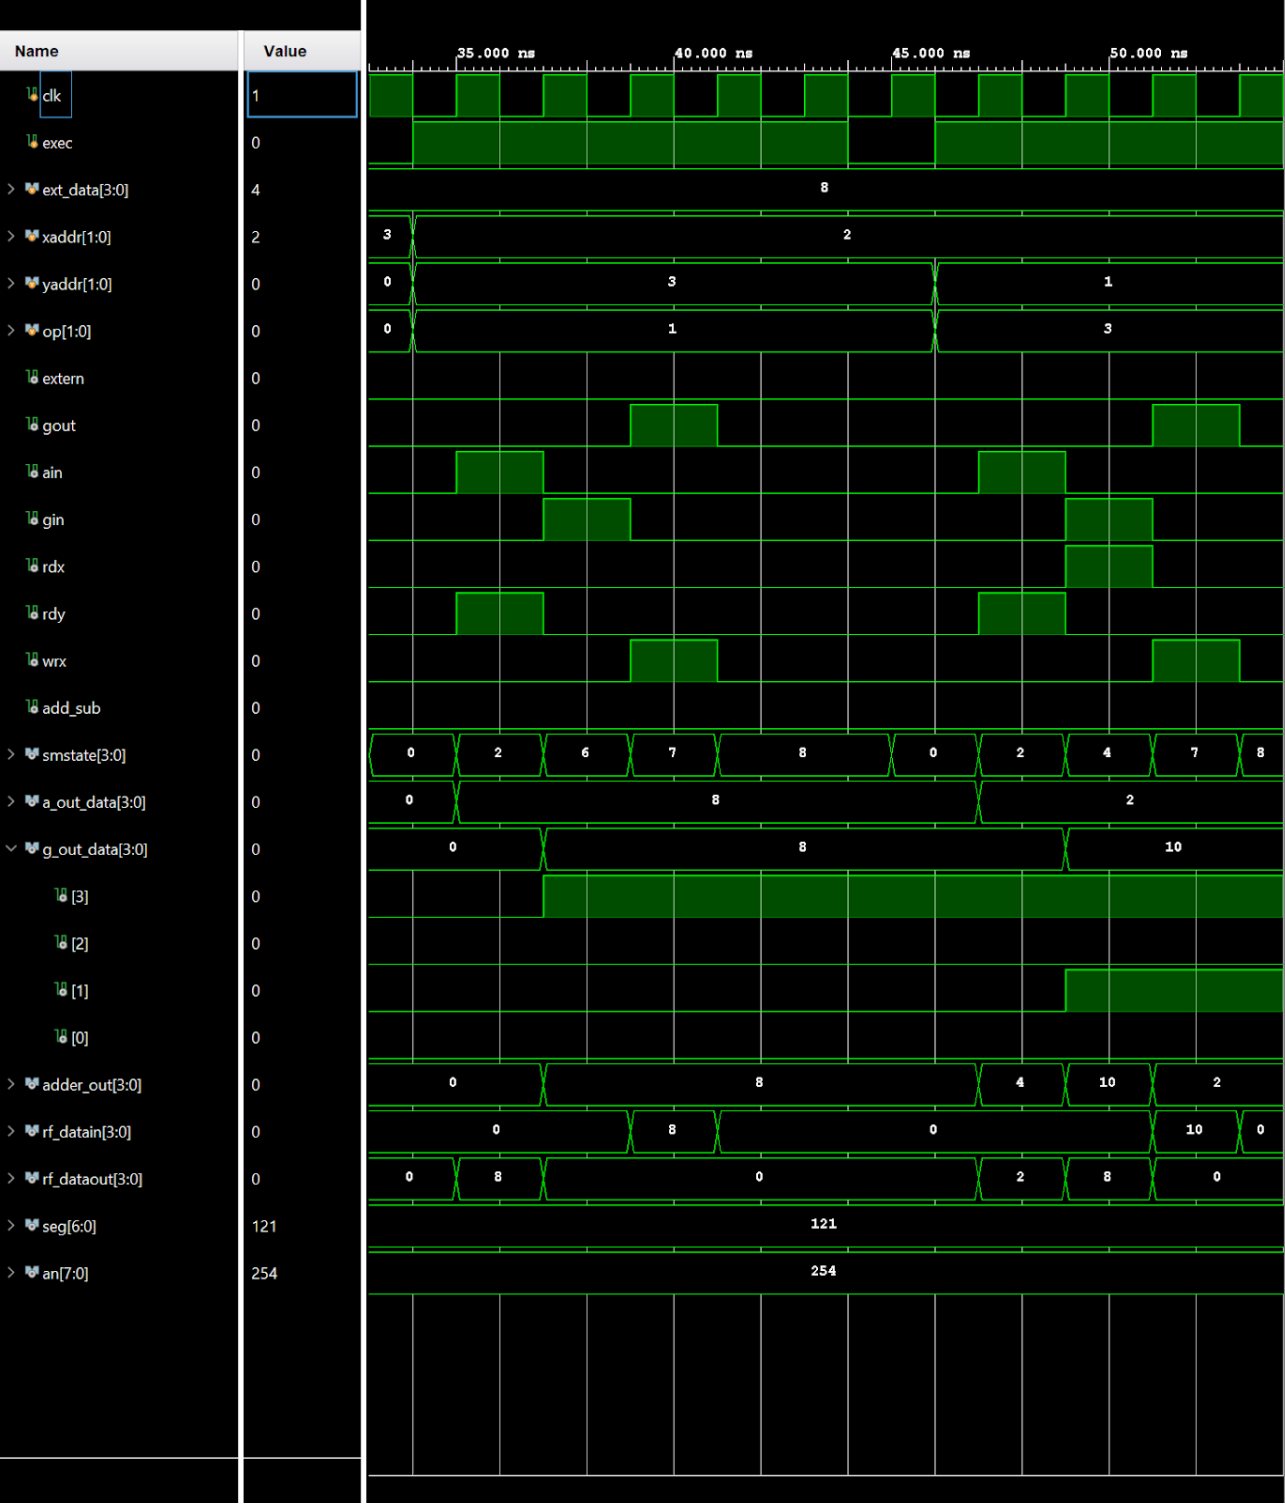 Name Value 35.000 ns 40.000 ns 45.000 ns 50.000 ns
clk 1
exec 0
ext_data[3:0] 4 8
xaddr[1:0] 2 3 2
yaddr[1:0] 0 0 3 1
op[1:0] 0 0 1 3
extern 0
gout 0
ain 0
gin 0
rdx 0
rdy 0
wrx 0
add_sub 0
smstate[3:0] 0 0 2 6 7 8 0 2 4 7 8
a_out_data[3:0] 0 0 8 2
g_out_data[3:0] 0 0 8 10
[3] 0
[2] 0
[1] 0
[0] 0
adder_out[3:0] 0 0 8 4 10 2
rf_datain[3:0] 0 0 8 0 10 0
rf_dataout[3:0] 0 0 8 0 2 8 0
seg[6:0] 121 121
an[7:0] 254 254